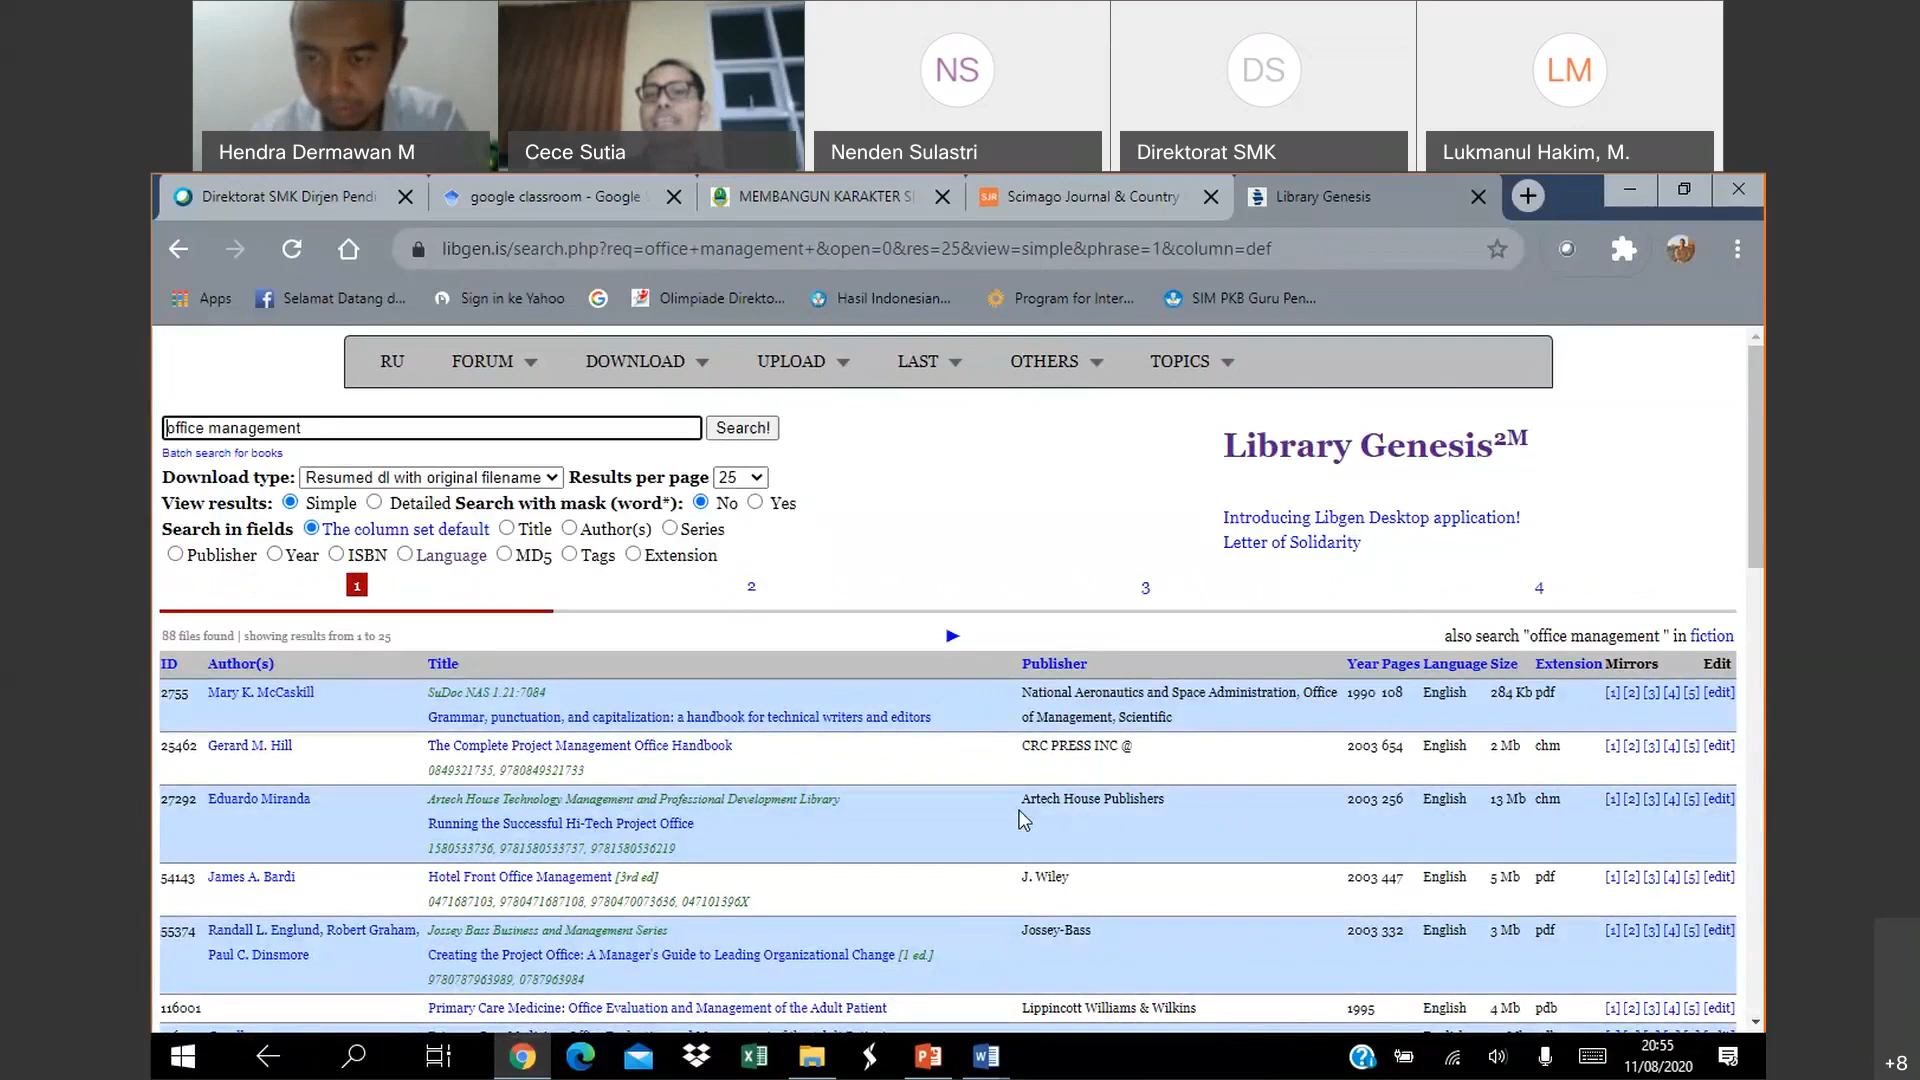 NS
DS
LM
Hendra Dermawan M
Cece Sutia
Nenden Sulastri
Direktorat SMK
Lukmanul Hakim, M.
Direktorat SMK Dirjen Pendi
google classroom - Google
MEMBANGUN KARAKTER S
SJR
Scimago Journal & Country
Library Genesis
libgen.is/search.php?req=office+management+&open=0&res=25&view=simple&phrase=1&column=def
Apps
Selamat Datang d...
Sign in ke Yahoo
Olimpiade Direkto...
Hasil Indonesian...
Program for Inter...
SIM PKB Guru Pen...
RU FORUM DOWNLOAD UPLOAD LAST OTHERS TOPICS
office management
Search!
Batch search for books
Library Genesis2M
Download type: Resumed dl with original filename Results per page 25
View results: Simple Detailed Search with mask (word*): No Yes
Introducing Libgen Desktop application!
Search in fields The column set default Title Author(s) Series
Letter of Solidarity
Publisher Year ISBN Language MD5 Tags Extension
1 2 3 4
88 files found | showing results from 1 to 25
also search "office management " in fiction
ID Author(s) Title Publisher Year Pages Language Size Extension Mirrors Edit
2755 Mary K. McCaskill SuDoc NAS 1.21:7084 National Aeronautics and Space Administration, Office 1990 108 English 284 Kb pdf [1] [2] [3] [4] [5] [edit]
Grammar, punctuation, and capitalization: a handbook for technical writers and editors of Management, Scientific
25462 Gerard M. Hill The Complete Project Management Office Handbook CRC PRESS INC @ 2003 654 English 2 Mb chm [1] [2] [3] [4] [5] [edit]
0849321735, 9780849321733
27292 Eduardo Miranda Artech House Technology Management and Professional Development Library Artech House Publishers 2003 256 English 13 Mb chm [1] [2] [3] [4] [5] [edit]
Running the Successful Hi-Tech Project Office
1580533736, 9781580533737, 9781580536219
54143 James A. Bardi Hotel Front Office Management [3rd ed] J. Wiley 2003 447 English 5 Mb pdf [1] [2] [3] [4] [5] [edit]
0471687103, 9780471687108, 9780470073636, 047101396X
55374 Randall L. Englund, Robert Graham, Jossey Bass Business and Management Series Jossey-Bass 2003 332 English 3 Mb pdf [1] [2] [3] [4] [5] [edit]
Paul C. Dinsmore Creating the Project Office: A Manager's Guide to Leading Organizational Change [1 ed.]
9780787963989, 0787963984
116001 Primary Care Medicine: Office Evaluation and Management of the Adult Patient Lippincott Williams & Wilkins 1995 English 4 Mb pdb [1] [2] [3] [4] [5] [edit]
20:55
11/08/2020
+8